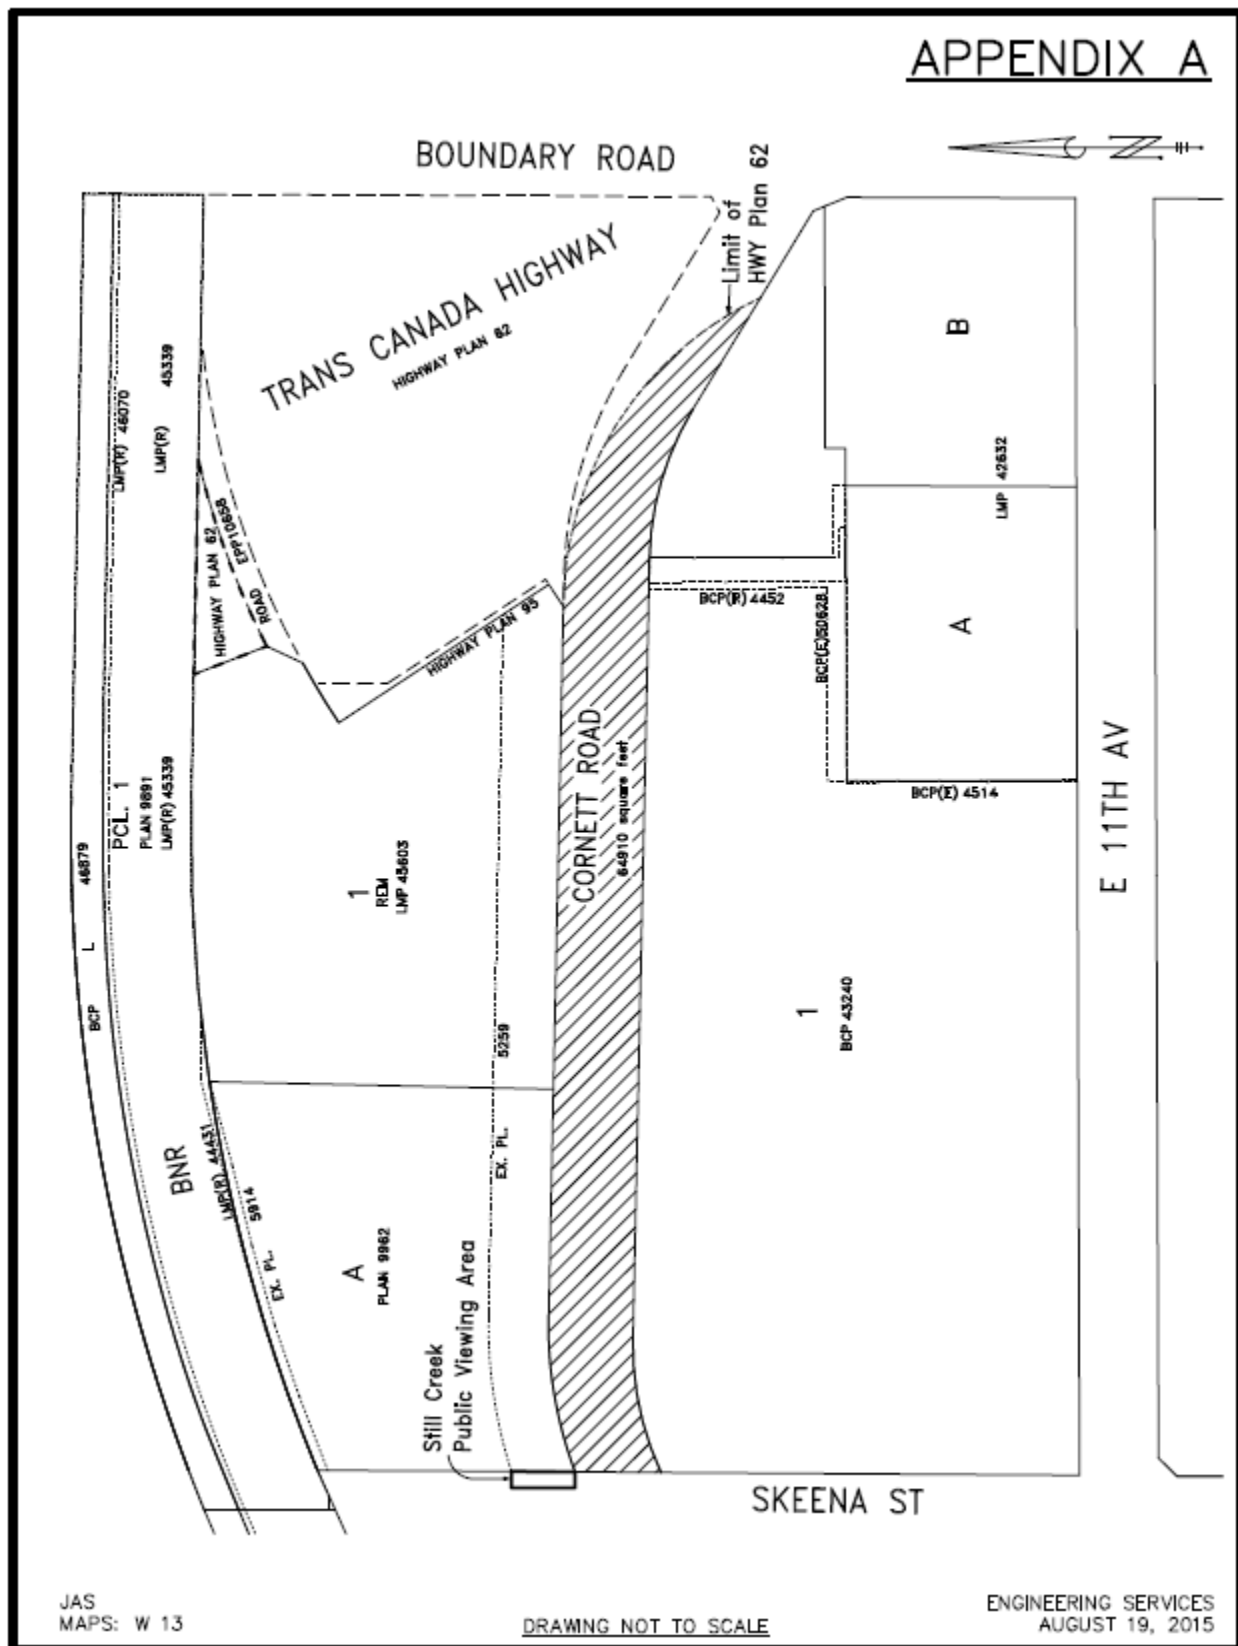 APPENDIX A
BOUNDARY ROAD
N
Limit of
HWY Plan 62
TRANS CANADA HIGHWAY
HIGHWAY PLAN 62
LMP(R) 46070
LMP(R) 45339
HIGHWAY PLAN 62
ROAD EPP10658
HIGHWAY PLAN 95
B
LMP 42632
BCP(R) 4452
BCP(E)50628
A
BCP(E) 4514
CORNETT ROAD
64910 square feet
E 11TH AV
PCL. 1
PLAN 9891
LMP(R) 45339
BCP L 46879
1
REM
LMP 45603
1
BCP 43240
EX. PL. 5259
BNR
LMP(R) 44431
EX. PL. 5914
A
PLAN 9962
Still Creek
Public Viewing Area
SKEENA ST
JAS
MAPS: W 13
DRAWING NOT TO SCALE
ENGINEERING SERVICES
AUGUST 19, 2015